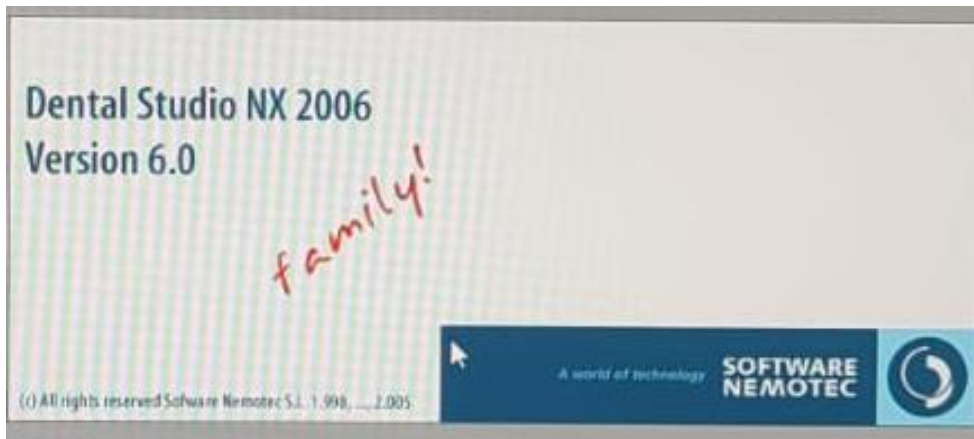 Dental Studio NX 2006
Version 6.0
family!
A world of technology
SOFTWARE
NEMOTEC
(c) All rights reserved Sofware Nemotec S.L. 1.998, ... 2.005